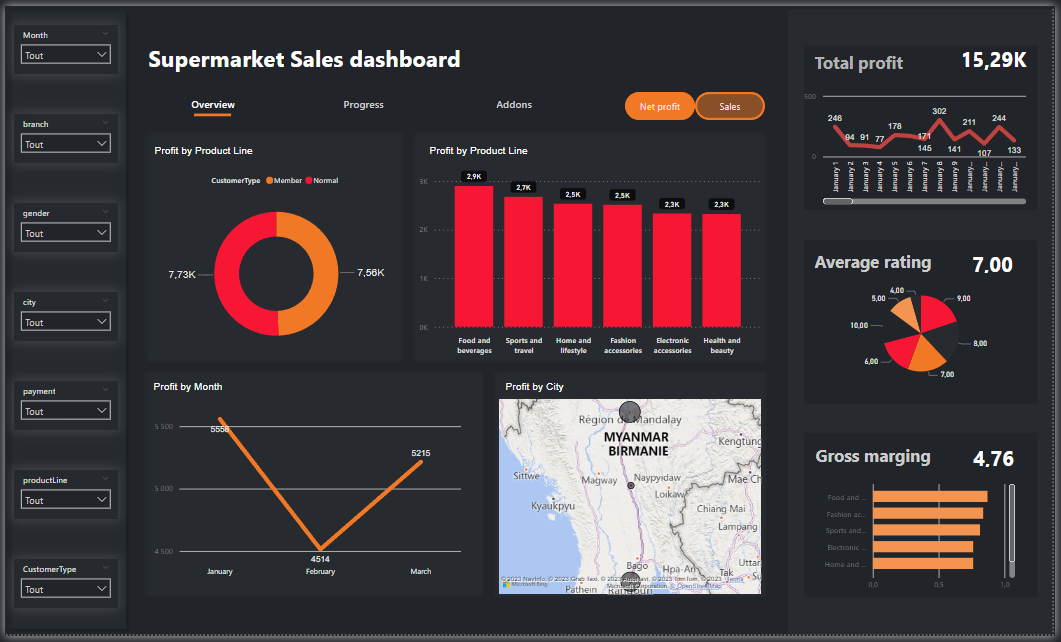 Month
Tout
branch
Tout
gender
Tout
city
Tout
payment
Tout
productLine
Tout
CustomerType
Tout
Supermarket Sales dashboard
Overview
Progress
Addons
Net profit
Sales
Profit by Product Line
CustomerType Member Normal
7,73K
7,56K
Profit by Product Line
3K
2K
1K
0K
2,9K
2,7K
2,5K
2,5K
2,3K
2,3K
Food and
beverages
Sports and
travel
Home and
lifestyle
Fashion
accessories
Electronic
accessories
Health and
beauty
Profit by Month
5 500
5 000
4 500
5558
4514
5215
January
February
March
Profit by City
Région de Mandalay
MYANMAR
BIRMANIE
Kengtung
Sittwe
Magway
Naypyidaw
Mae Ch
Loikaw
Kyaukpyu
Chiang Mai
Lampang
Bago
Hpa-An
Uttar
Tak
Su
Pathein
Rangoun
© 2023 NavInfo, © 2023 Grab Taxi, © 2023 AutoNavi, © 2023 TomTom, © 2023
Microsoft Corporation, © OpenStreetMap
Terms
Microsoft Bing
Total profit
15,29K
500
0
246
94
91
77
178
171
145
302
141
211
107
244
133
January 1
January 2
January 3
January 4
January 5
January 6
January 7
January 8
January 9
January...
January...
January...
January...
Average rating
7,00
4,00
5,00
10,00
6,00
9,00
8,00
7,00
Gross marging
4,76
Food and ...
Fashion ac...
Sports and...
Electronic ...
Home and ...
0,0
0,5
1,0